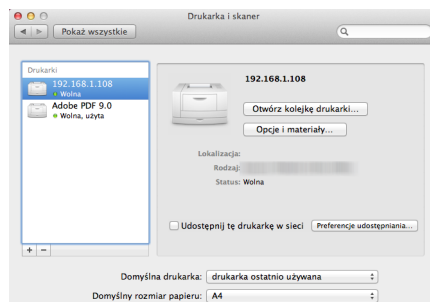 Drukarka i skaner
Pokaż wszystkie
Drukarki
192.168.1.108
Wolna
Adobe PDF 9.0
Wolna, użyta
192.168.1.108
Otwórz kolejkę drukarki...
Opcje i materiały...
Lokalizacja:
Rodzaj:
Status: Wolna
Udostępnij tę drukarkę w sieci
Preferencje udostępniania...
+ −
Domyślna drukarka: drukarka ostatnio używana
Domyślny rozmiar papieru: A4